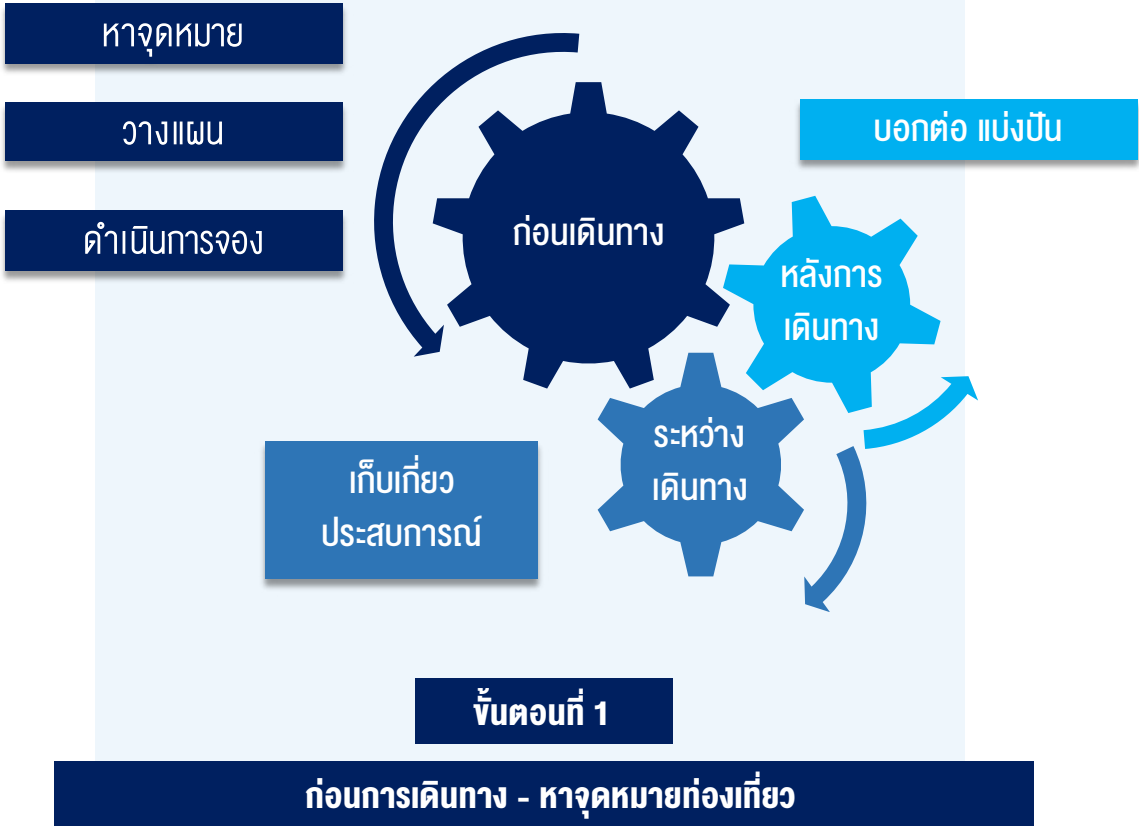 หาจุดหมาย
วางแผน
ดำเนินการจอง
บอกต่อ แบ่งปัน
ก่อนเดินทาง
หลังการ
เดินทาง
ระหว่าง
เดินทาง
เก็บเกี่ยว
ประสบการณ์
ขั้นตอนที่ 1
ก่อนการเดินทาง - หาจุดหมายท่องเที่ยว